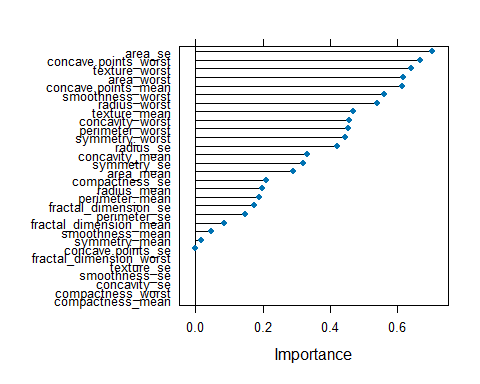 area_se
concave.points_worst
texture_worst
area_worst
concave.points_mean
smoothness_worst
radius_worst
texture_mean
concavity_worst
perimeter_worst
symmetry_worst
radius_se
concavity_mean
symmetry_se
area_mean
compactness_se
radius_mean
perimeter_mean
fractal_dimension_se
perimeter_se
fractal_dimension_mean
smoothness_mean
symmetry_mean
concave.points_se
fractal_dimension_worst
texture_se
smoothness_se
concavity_se
compactness_worst
compactness_mean
0.0 0.2 0.4 0.6
Importance